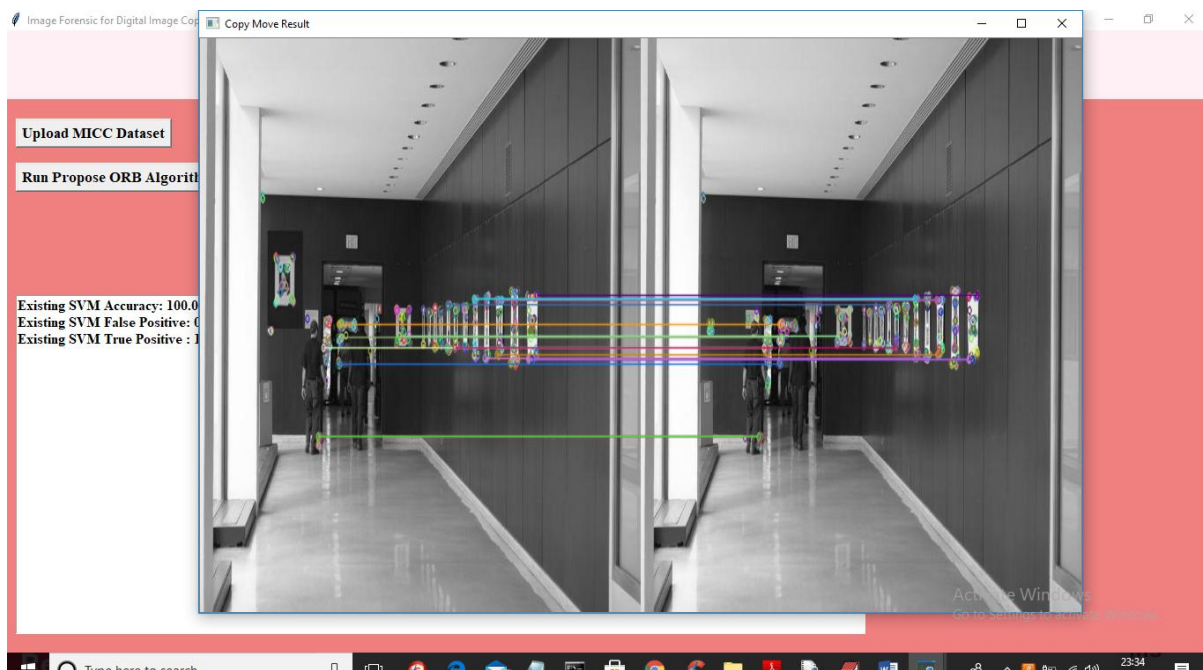 Image Forensic for Digital Image Cop
Copy Move Result
Upload MICC Dataset
Run Propose ORB Algorith
Existing SVM Accuracy: 100.0
Existing SVM False Positive: 0
Existing SVM True Positive : 1
Activate Windows
Go to Settings to activate Windows.
Type here to search
23:34